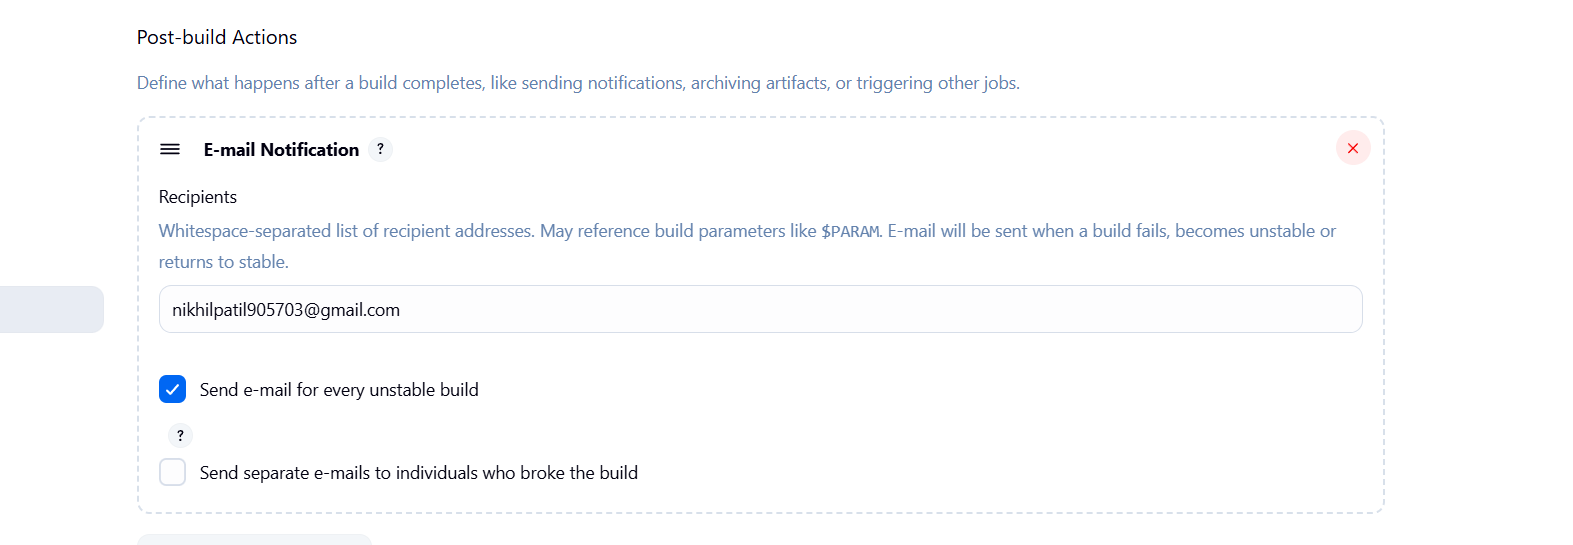 Post-build Actions
Define what happens after a build completes, like sending notifications, archiving artifacts, or triggering other jobs.
E-mail Notification ?
Recipients
Whitespace-separated list of recipient addresses. May reference build parameters like $PARAM. E-mail will be sent when a build fails, becomes unstable or
returns to stable.
nikhilpatil905703@gmail.com
Send e-mail for every unstable build
?
Send separate e-mails to individuals who broke the build